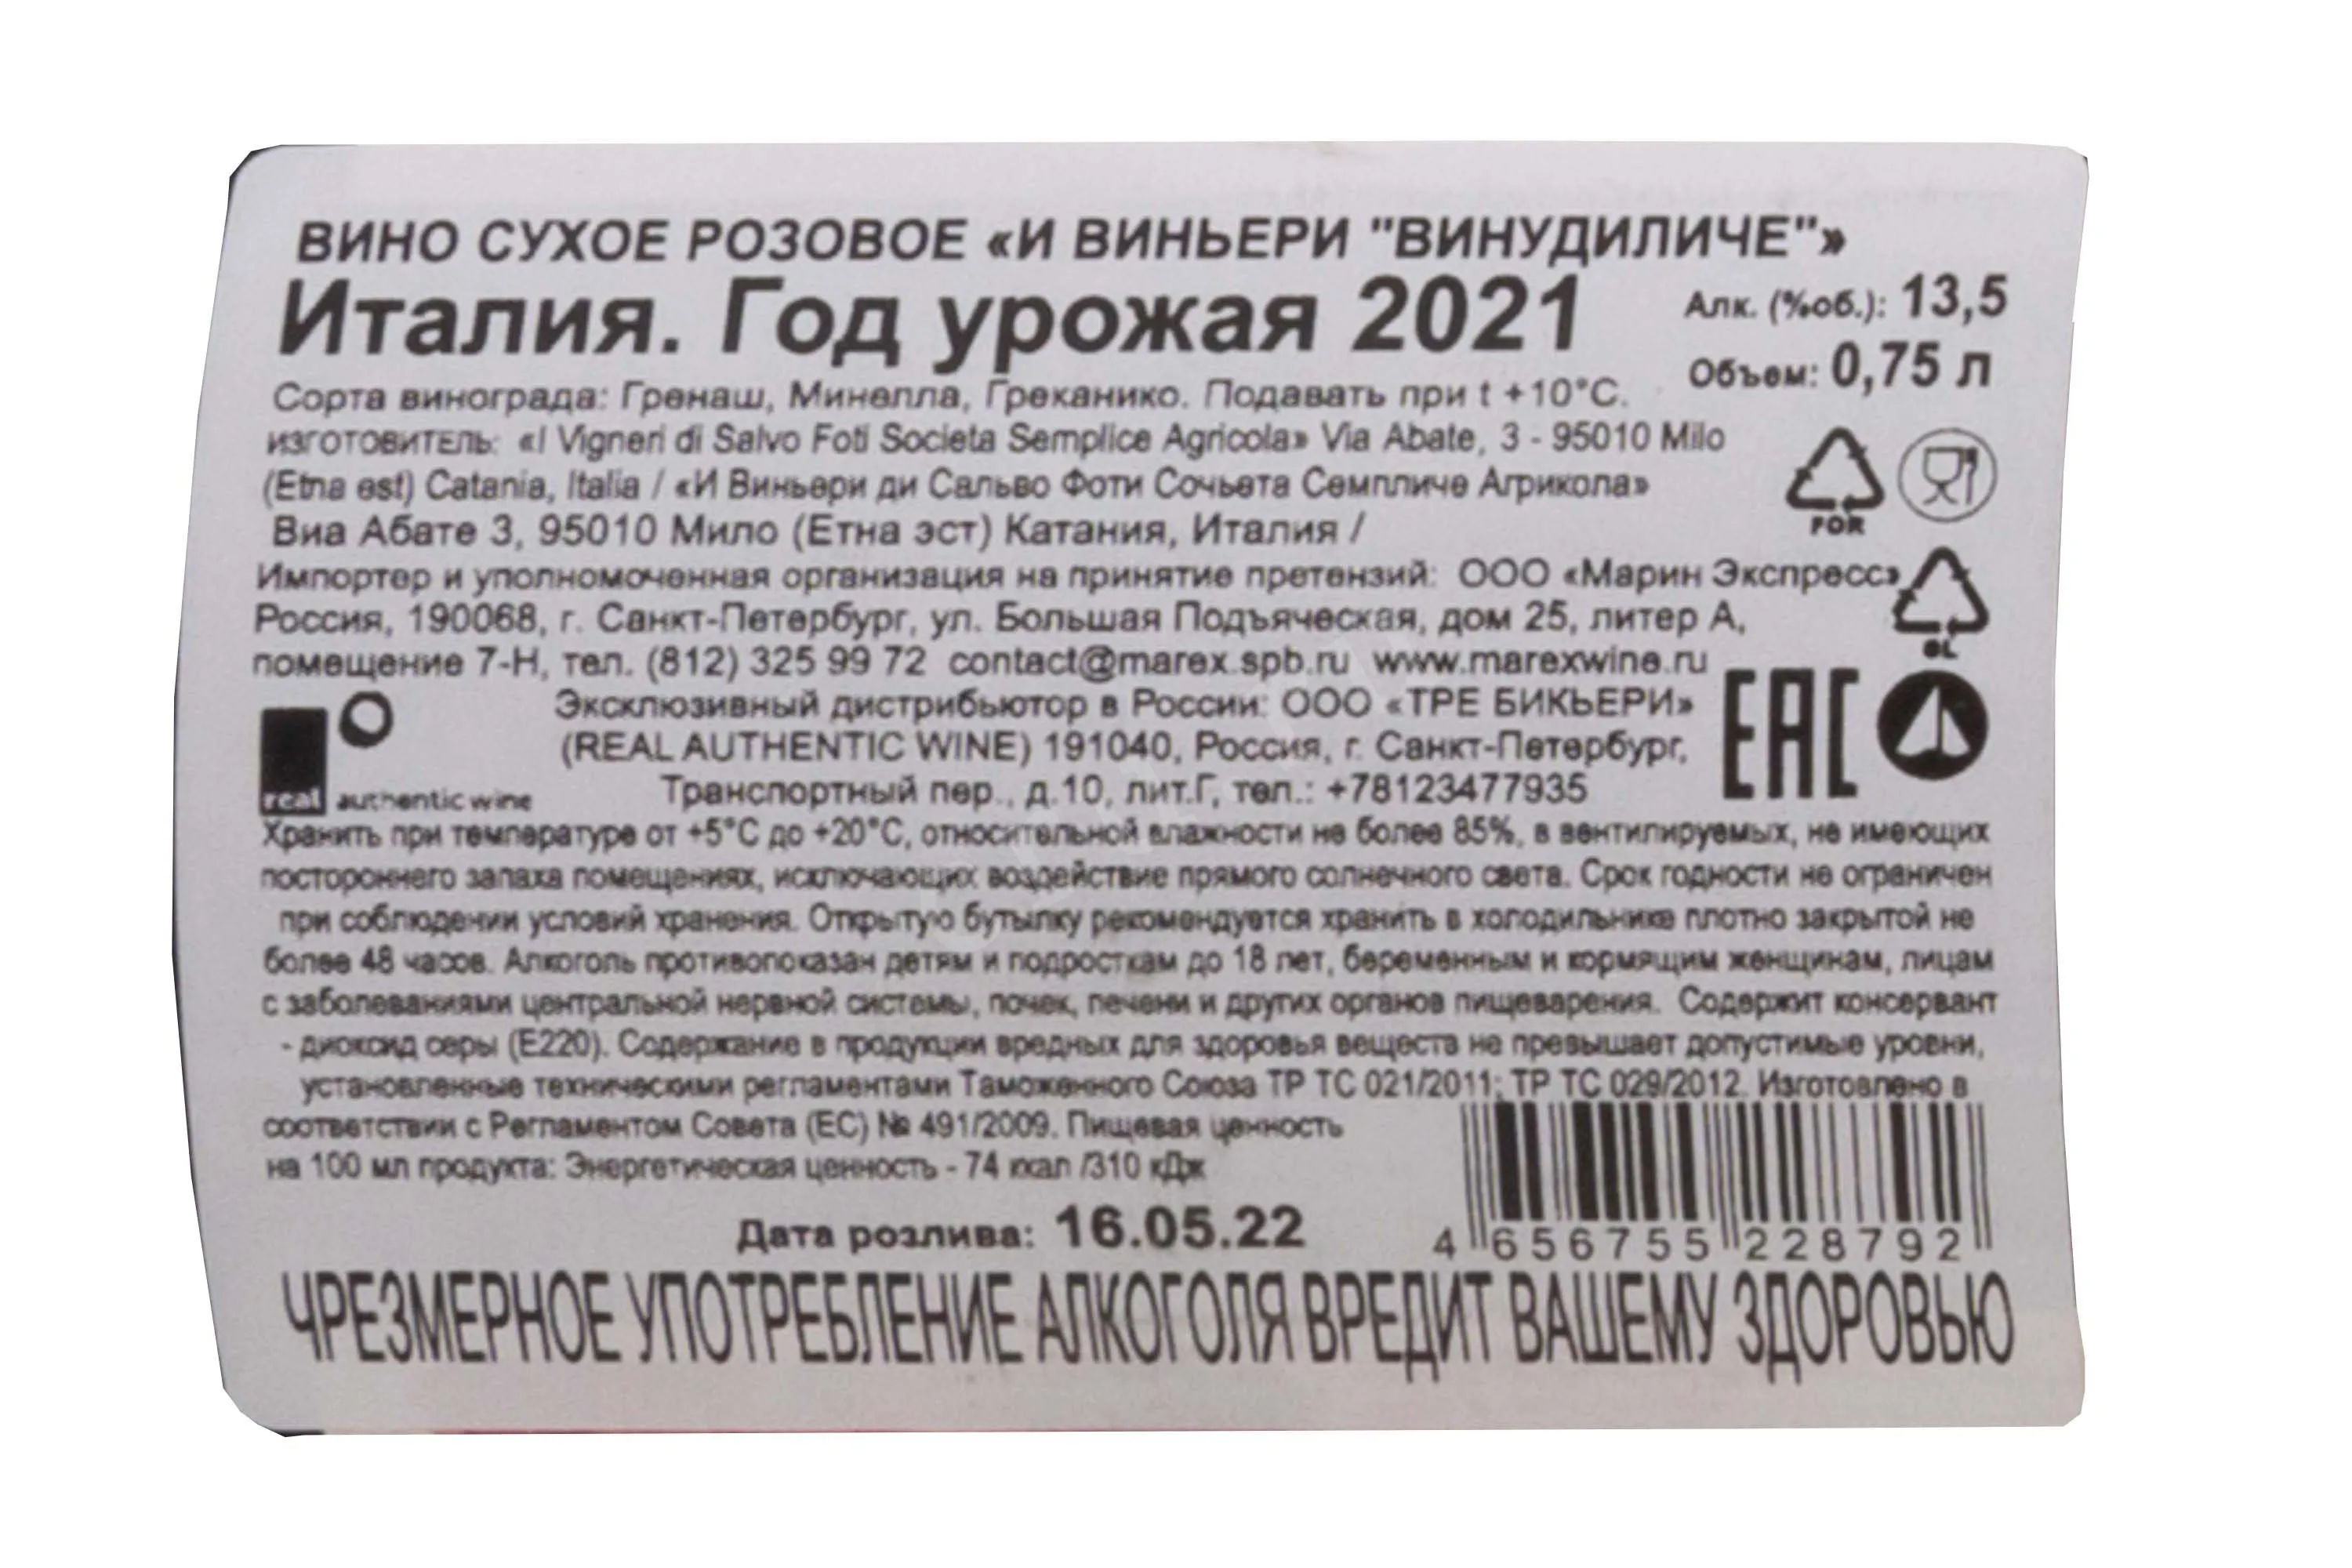 ВИНО СУХОЕ РОЗОВОЕ «И ВИНЬЕРИ "ВИНУДИЛИЧЕ"»
Италия. Год урожая 2021
Алк. (%об.): 13,5
Объем: 0,75 л
Сорта винограда: Гренаш, Минелла, Греканико. Подавать при t +10°C.
изготовитель: «I Vigneri di Salvo Foti Societa Semplice Agricola» Via Abate, 3 - 95010 Milo
(Etna est) Catania, Italia / «И Виньери ди Сальво Фоти Сочьета Семпличе Агрикола»
Виа Абате 3, 95010 Мило (Етна эст) Катания, Италия /
FOR
Импортер и уполномоченная организация на принятие претензий: ООО «Марин Экспресс»
Россия, 190068, г. Санкт-Петербург, ул. Большая Подъяческая, дом 25, литер А,
помещение 7-Н, тел. (812) 325 99 72 contact@marex.spb.ru www.marexwine.ru
GL
Эксклюзивный дистрибьютор в России: ООО «ТРЕ БИКЬЕРИ»
(REAL AUTHENTIC WINE) 191040, Россия, г. Санкт-Петербург,
Транспортный пер., д.10, лит.Г, тел.: +78123477935
real authentic wine
EAC
Хранить при температуре от +5°C до +20°C, относительной влажности не более 85%, в вентилируемых, не имеющих
постороннего запаха помещениях, исключающих воздействие прямого солнечного света. Срок годности не ограничен
при соблюдении условий хранения. Открытую бутылку рекомендуется хранить в холодильнике плотно закрытой не
более 48 часов. Алкоголь противопоказан детям и подросткам до 18 лет, беременным и кормящим женщинам, лицам
с заболеваниями центральной нервной системы, почек, печени и других органов пищеварения. Содержит консервант
- диоксид серы (E220). Содержание в продукции вредных для здоровья веществ не превышает допустимые уровни,
установленные техническими регламентами Таможенного Союза ТР ТС 021/2011; ТР ТС 029/2012. Изготовлено в
соответствии с Регламентом Совета (ЕС) № 491/2009. Пищевая ценность
на 100 мл продукта: Энергетическая ценность - 74 ккал /310 кДж
Дата розлива: 16.05.22
4 656755 228792
ЧРЕЗМЕРНОЕ УПОТРЕБЛЕНИЕ АЛКОГОЛЯ ВРЕДИТ ВАШЕМУ ЗДОРОВЬЮ